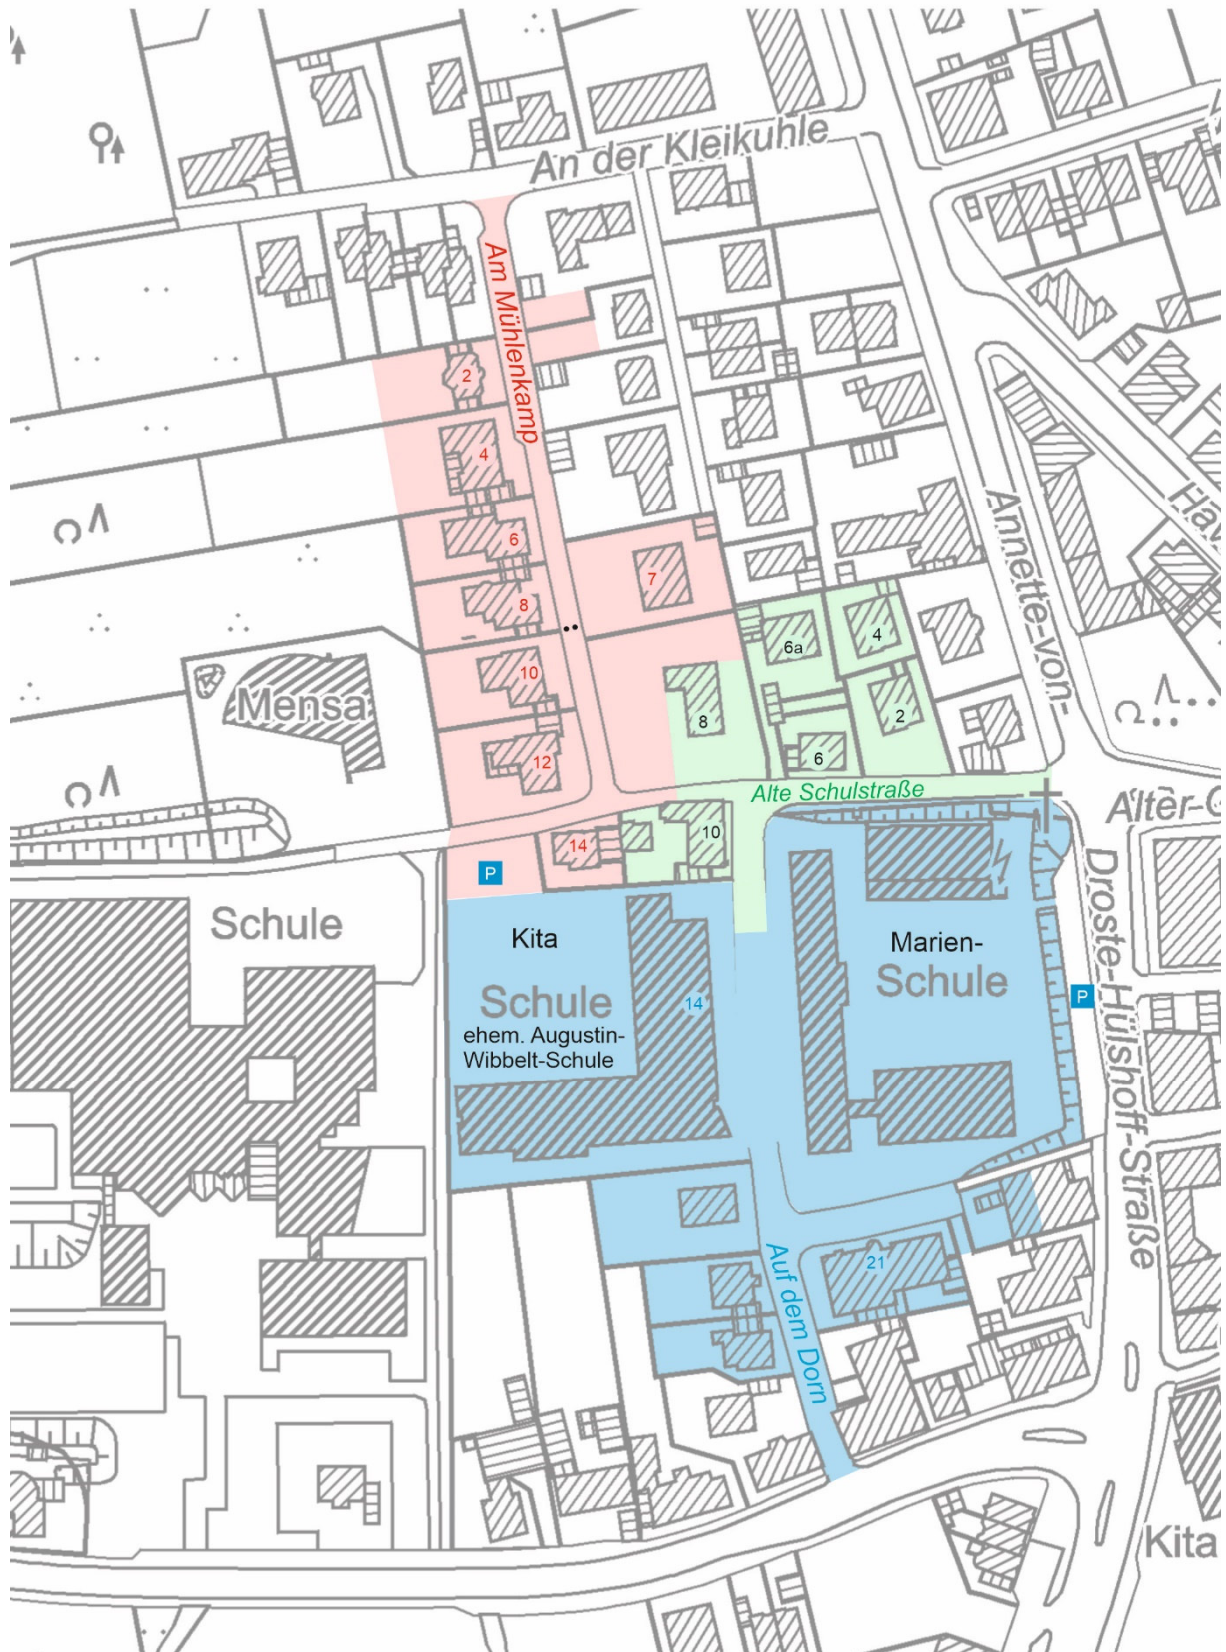 An der Kleikuhle
Am Mühlenkamp
2
4
6
7
8
10
12
14
Annette-von-
Droste-Hülshoff-Straße
6a
4
8
2
6
10
Alte Schulstraße
Mensa
P
Schule
Kita
Schule
ehem. Augustin-
Wibbelt-Schule
14
Marien-
Schule
P
21
Auf dem Dorn
Kita